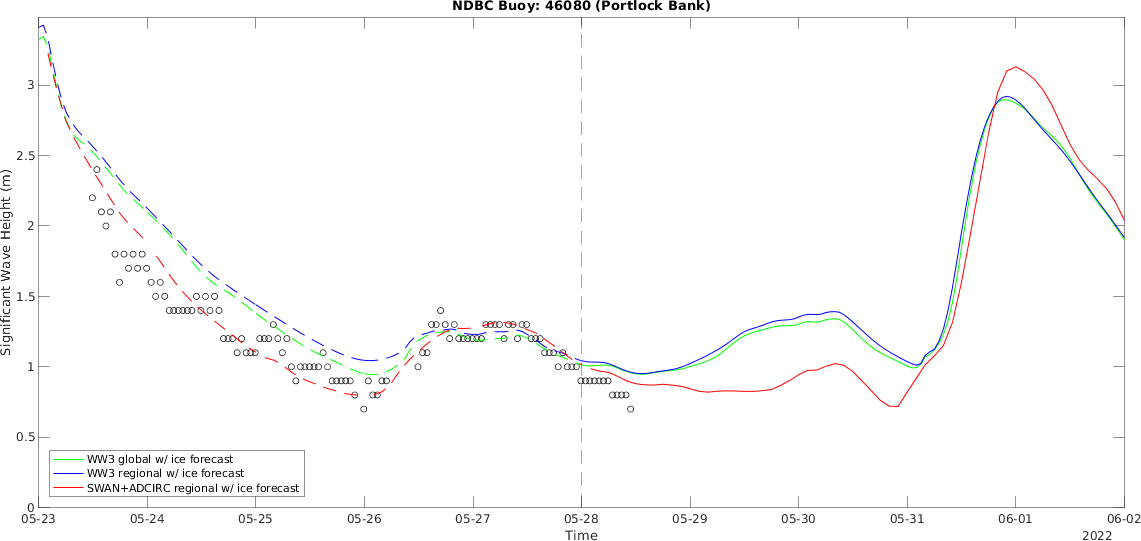 NDBC Buoy: 46080 (Portlock Bank)
Significant Wave Height (m)
3
2.5
2
1.5
1
0.5
0
WW3 global w/ ice forecast
WW3 regional w/ ice forecast
SWAN+ADCIRC regional w/ ice forecast
05-23 05-24 05-25 05-26 05-27 05-28 05-29 05-30 05-31 06-01 06-02
Time
2022